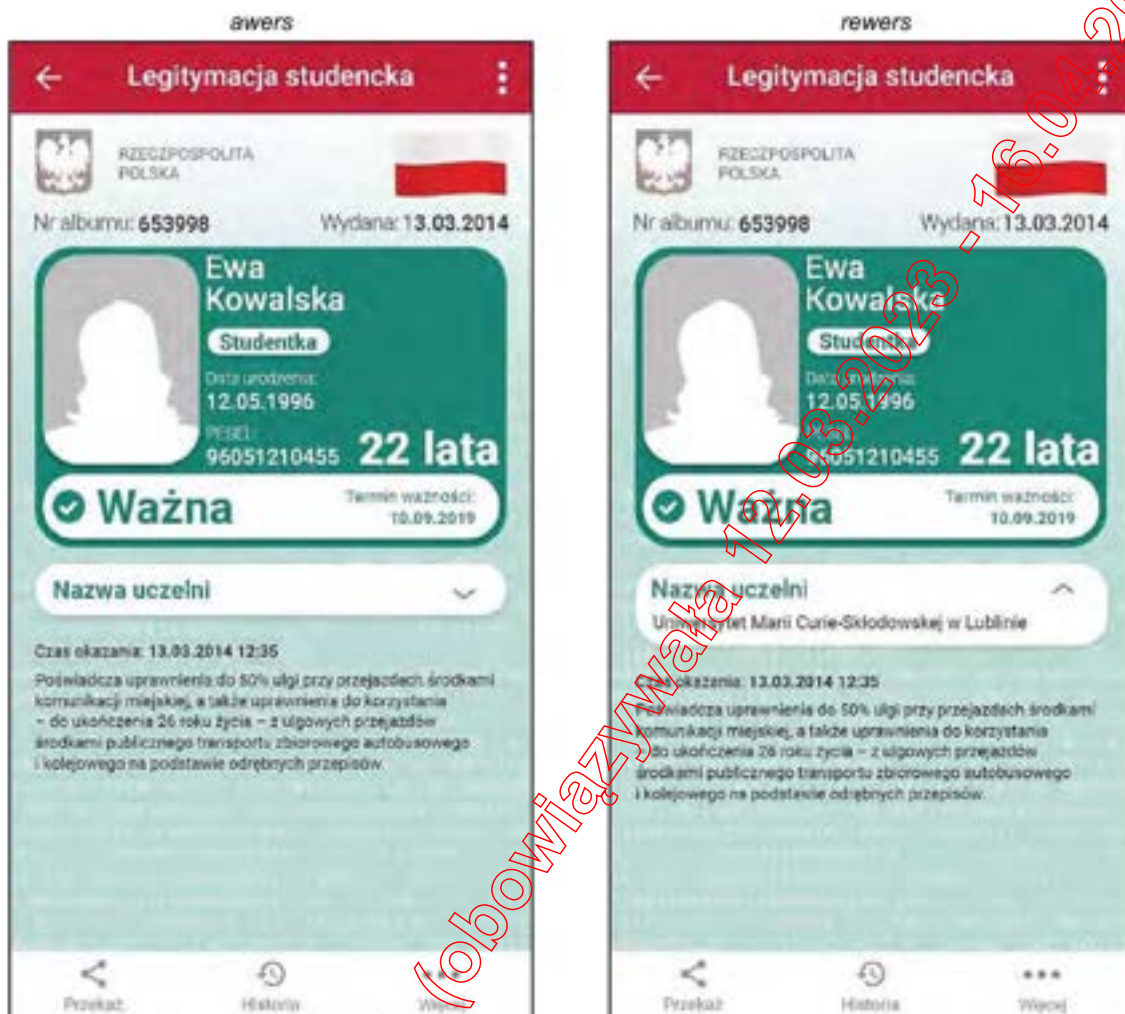 awers
Legitymacja studencka
RZECZPOSPOLITA
POLSKA
Nr albumu: 653998
Wydana: 13.03.2014
Ewa
Kowalska
Studentka
Data urodzenia:
12.05.1996
PESEL:
96051210455
22 lata
Ważna
Termin ważności:
10.09.2019
Nazwa uczelni
Czas okazania: 13.03.2014 12:35
Poświadcza uprawnienia do 50% ulgi przy przejazdach środkami
komunikacji miejskiej, a także uprawnienia do korzystania
– do ukończenia 26 roku życia – z ulgowych przejazdów
środkami publicznego transportu zbiorowego autobusowego
i kolejowego na podstawie odrębnych przepisów.
Przekaż
Historia
Więcej
rewers
Legitymacja studencka
RZECZPOSPOLITA
POLSKA
Nr albumu: 653998
Wydana: 13.03.2014
Ewa
Kowalska
Studentka
Data urodzenia:
12.05.1996
96051210455
22 lata
Ważna
Termin ważności:
10.09.2019
Nazwa uczelni
Uniwersytet Marii Curie-Skłodowskej w Lublinie
Czas okazania: 13.03.2014 12:35
Poświadcza uprawnienia do 50% ulgi przy przejazdach środkami
komunikacji miejskiej, a także uprawnienia do korzystania
– do ukończenia 26 roku życia – z ulgowych przejazdów
środkami publicznego transportu zbiorowego autobusowego
i kolejowego na podstawie odrębnych przepisów.
Przekaż
Historia
Więcej
(obowiązywała 12.03.2023 - 16.04.20